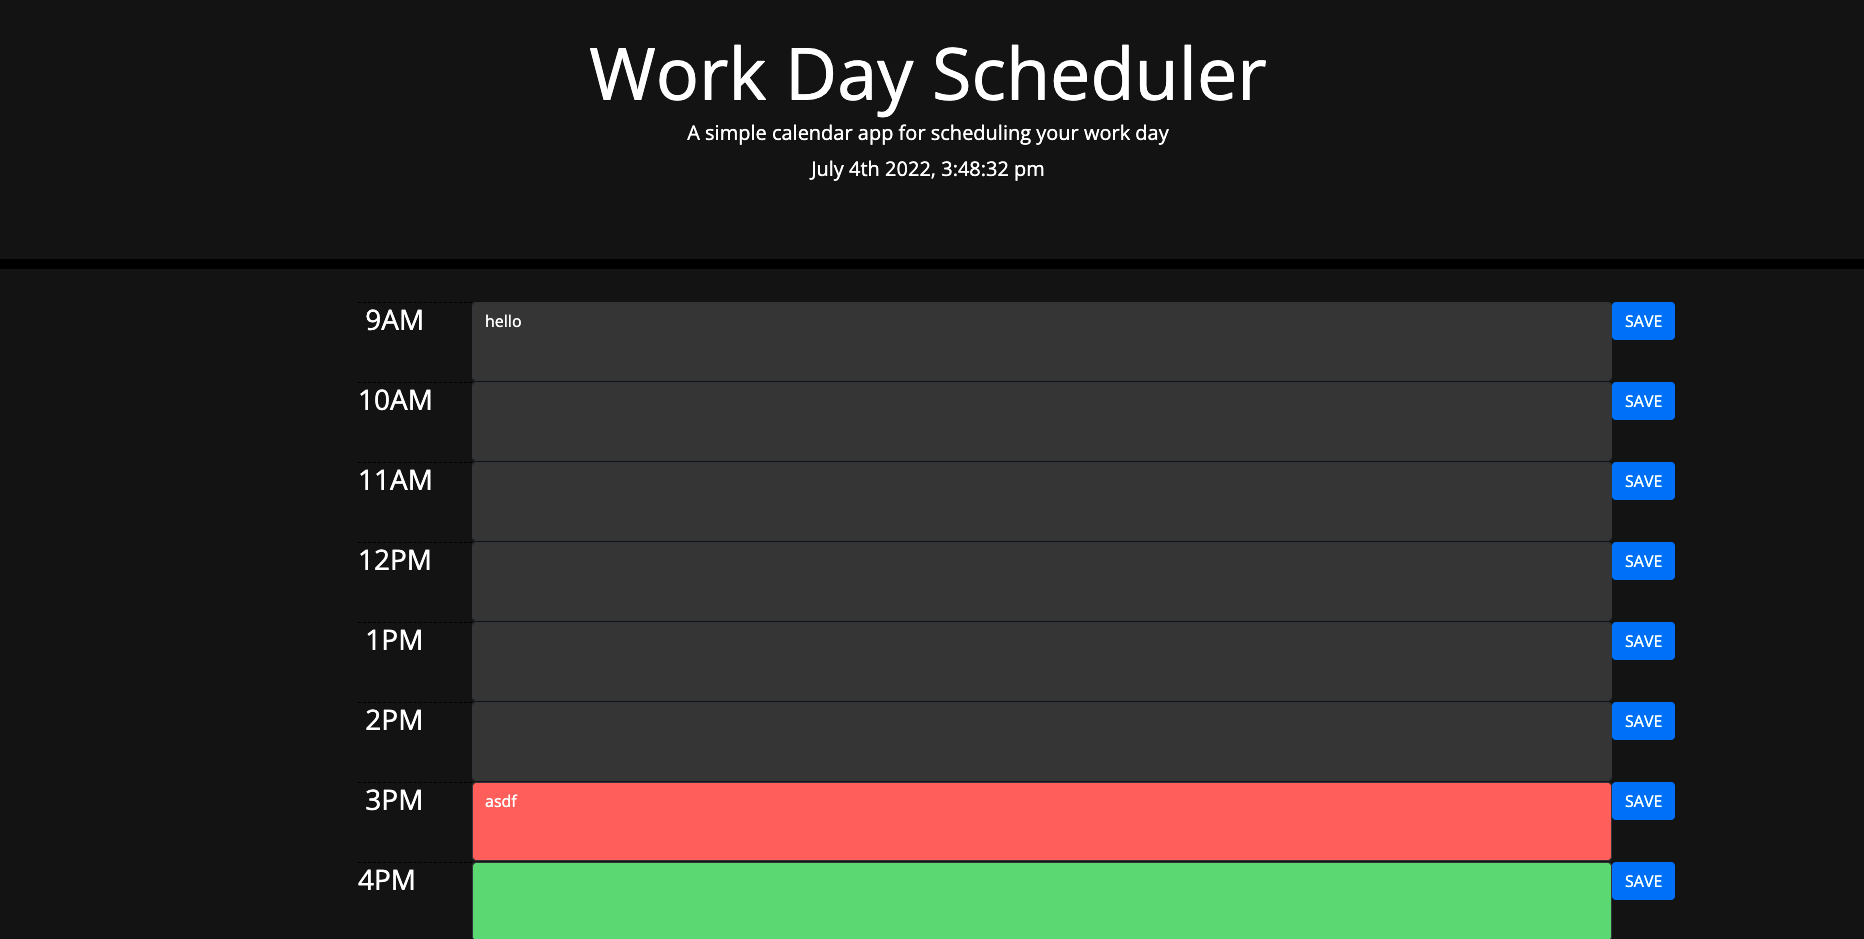 Work Day Scheduler
A simple calendar app for scheduling your work day
July 4th 2022, 3:48:32 pm
9AM hello SAVE
10AM SAVE
11AM SAVE
12PM SAVE
1PM SAVE
2PM SAVE
3PM asdf SAVE
4PM SAVE